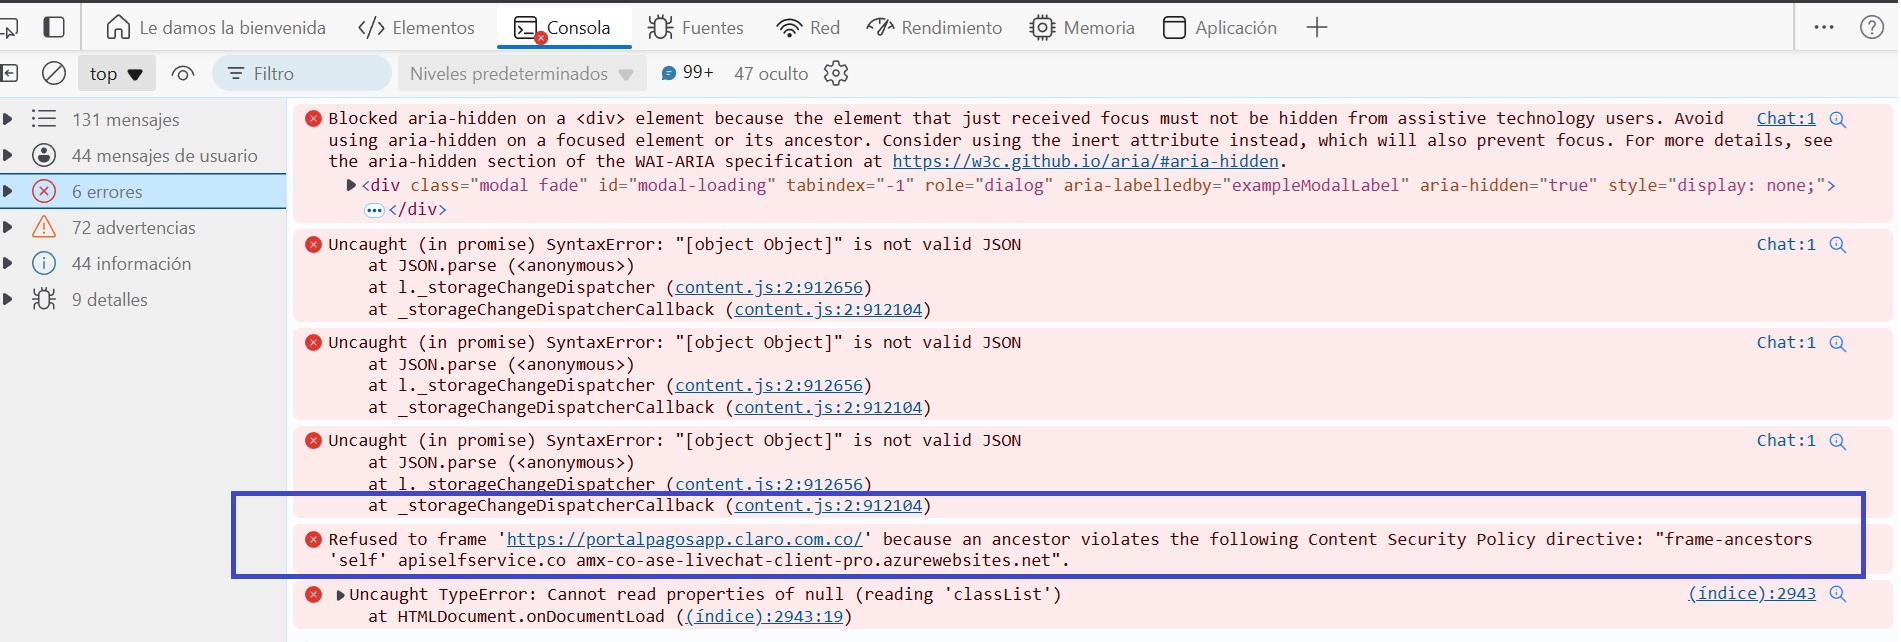 Le damos la bienvenida Elementos Consola Fuentes Red Rendimiento Memoria Aplicación
top Filtro Niveles predeterminados 99+ 47 oculto
131 mensajes
44 mensajes de usuario
6 errores
72 advertencias
44 información
9 detalles
Blocked aria-hidden on a <div> element because the element that just received focus must not be hidden from assistive technology users. Avoid Chat:1
using aria-hidden on a focused element or its ancestor. Consider using the inert attribute instead, which will also prevent focus. For more details, see
the aria-hidden section of the WAI-ARIA specification at https://w3c.github.io/aria/#aria-hidden.
<div class="modal fade" id="modal-loading" tabindex="-1" role="dialog" aria-labelledby="exampleModalLabel" aria-hidden="true" style="display: none;">
… </div>
Uncaught (in promise) SyntaxError: "[object Object]" is not valid JSON Chat:1
at JSON.parse (<anonymous>)
at l._storageChangeDispatcher (content.js:2:912656)
at _storageChangeDispatcherCallback (content.js:2:912104)
Uncaught (in promise) SyntaxError: "[object Object]" is not valid JSON Chat:1
at JSON.parse (<anonymous>)
at l._storageChangeDispatcher (content.js:2:912656)
at _storageChangeDispatcherCallback (content.js:2:912104)
Uncaught (in promise) SyntaxError: "[object Object]" is not valid JSON Chat:1
at JSON.parse (<anonymous>)
at l._storageChangeDispatcher (content.js:2:912656)
at _storageChangeDispatcherCallback (content.js:2:912104)
Refused to frame 'https://portalpagosapp.claro.com.co/' because an ancestor violates the following Content Security Policy directive: "frame-ancestors
'self' apiselfservice.co amx-co-ase-livechat-client-pro.azurewebsites.net".
Uncaught TypeError: Cannot read properties of null (reading 'classList') (índice):2943
at HTMLDocument.onDocumentLoad ((índice):2943:19)